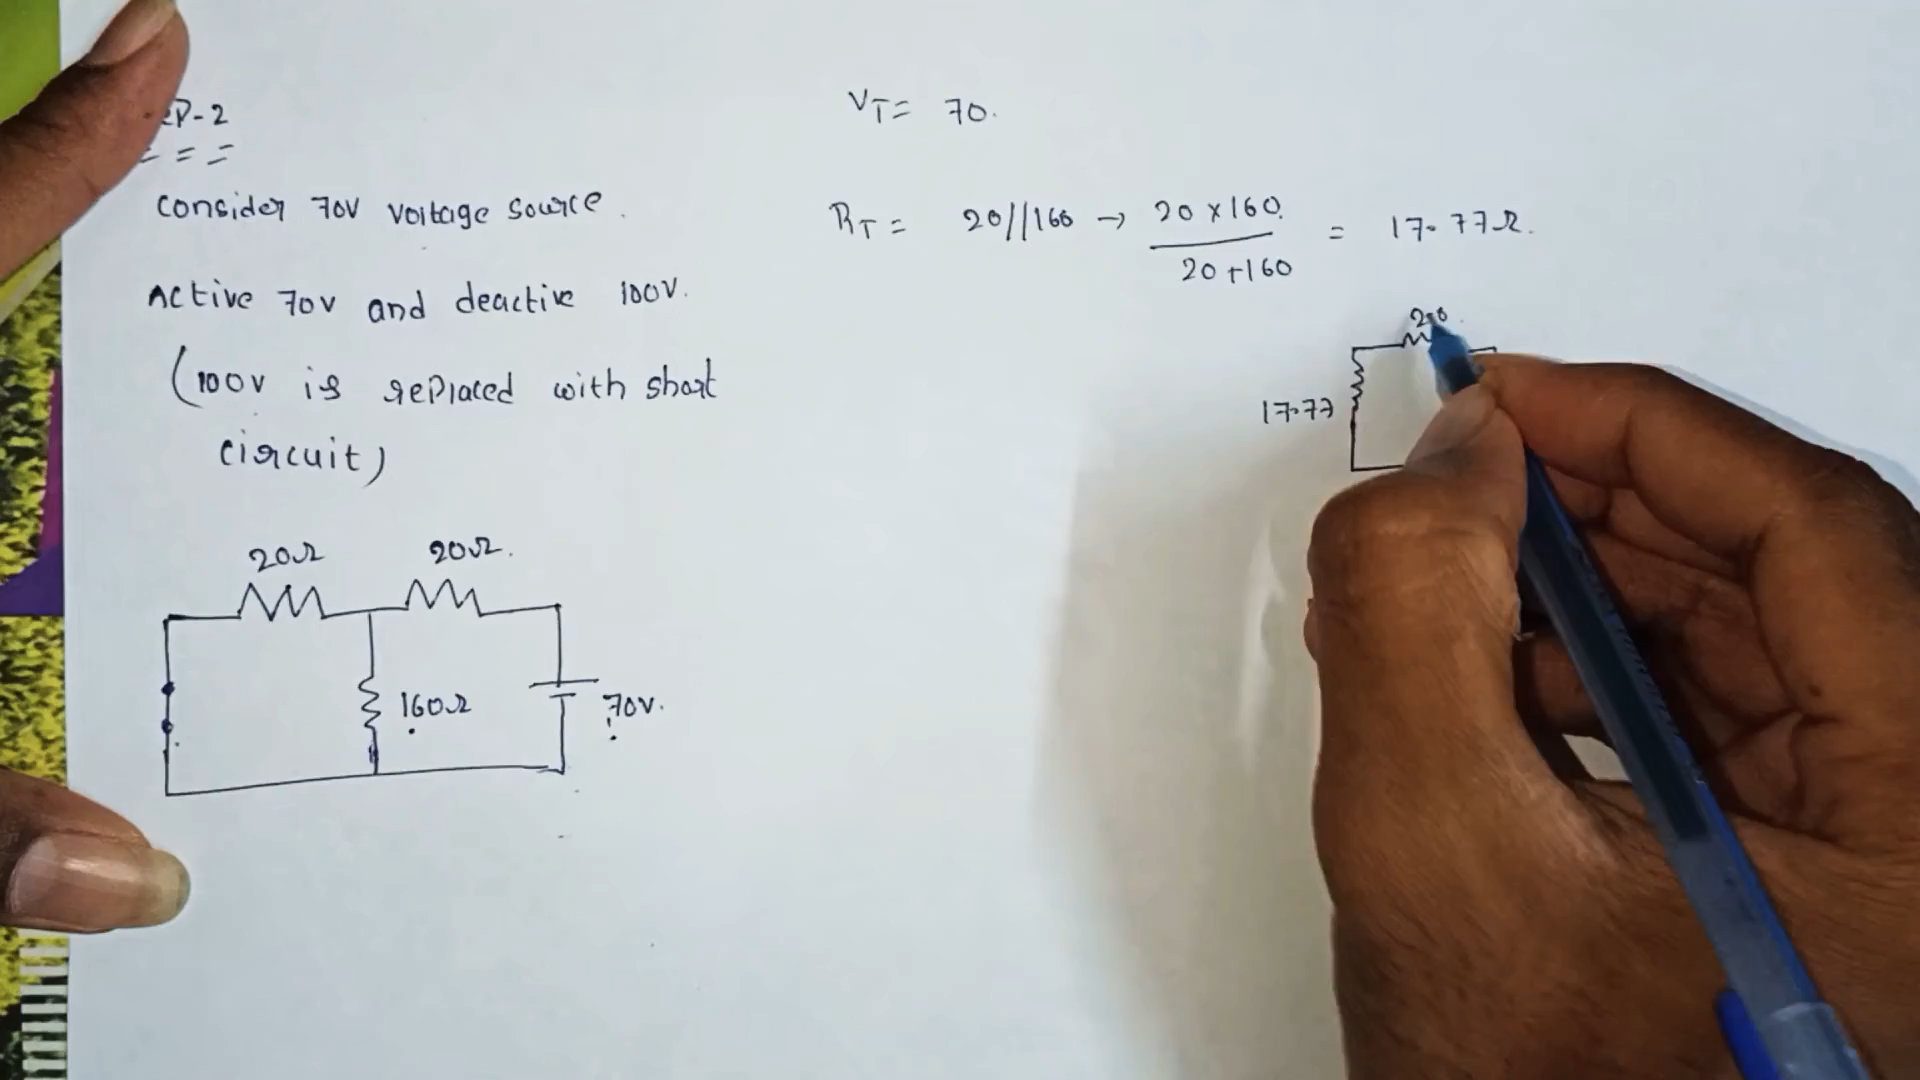 EP-2
consider 70V voltage source.
Active 70V and deactive 100V.
(100V is replaced with short
circuit)
20Ω 20Ω.
160Ω 70V.
VT= 70.
RT= 20//160 → 20 x 160. / 20+160 = 17.77Ω.
17.77